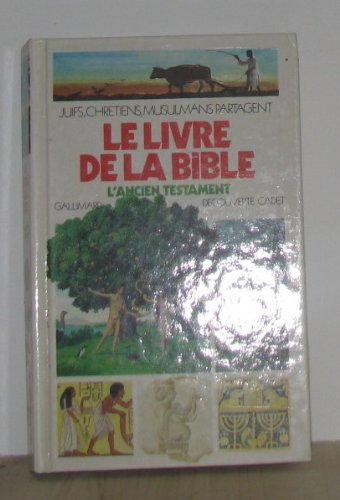 JUIFS, CHRETIENS, MUSULMANS PARTAGENT
LE LIVRE
DE LA BiBLE
L'ANCIEN TESTAMENT
GALLIMARD DECOUVERTE CADET